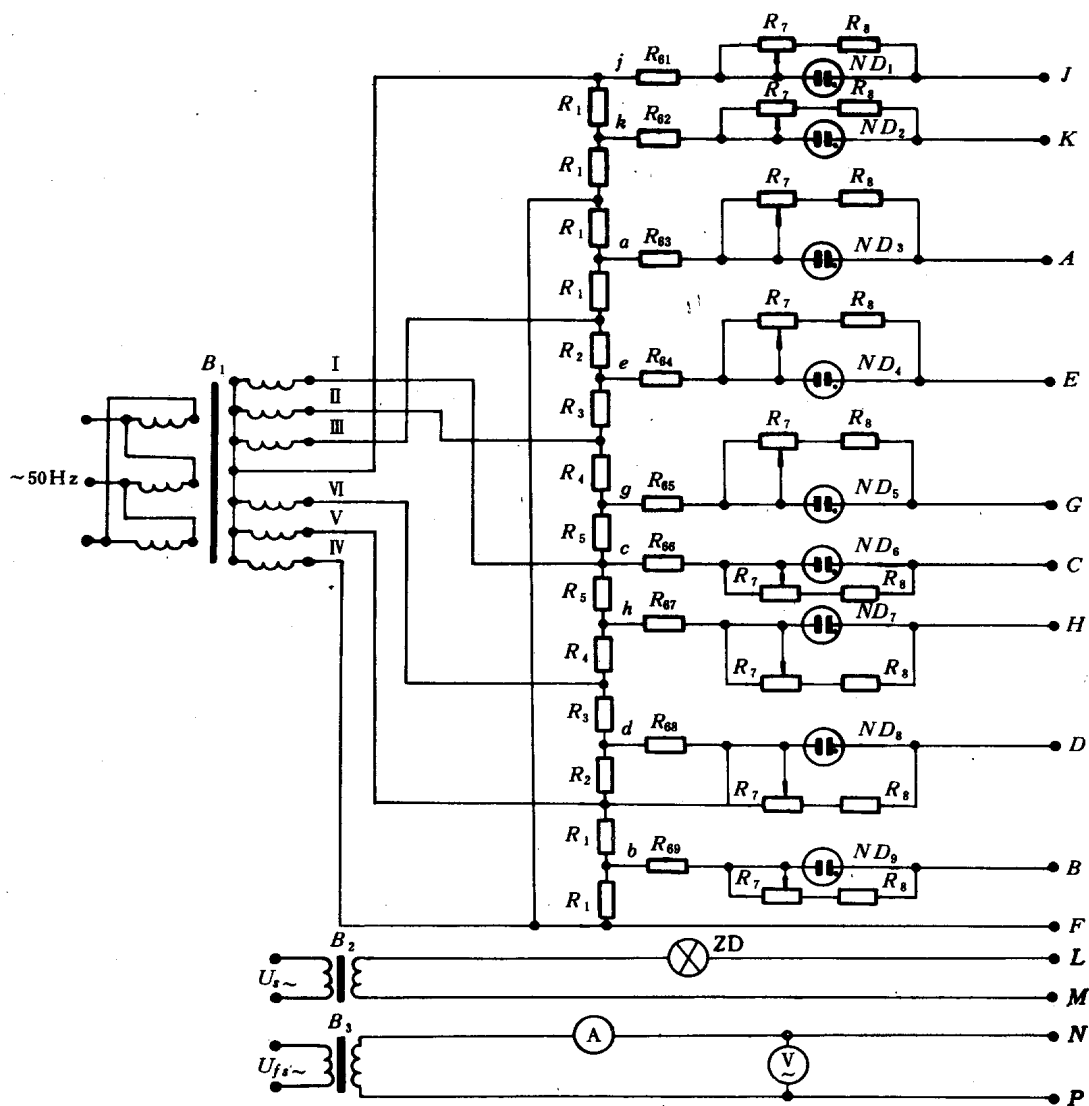 R₇ R₈
j R₆₁ ND₁ J
R₁ R₇ R₈
k R₆₂ ND₂ K
R₁
R₇ R₈
R₁
a R₆₃ ND₃ A
R₁
R₇ R₈
R₂
e R₆₄ ND₄ E
B₁
I
R₃
II
III
R₇ R₈
R₄
~50Hz
g R₆₅ ND₅ G
VI
R₅
V
c R₆₆ ND₆ C
IV
R₇ R₈
R₅
h R₆₇ ND₇ H
R₄
R₇ R₈
R₃
d R₆₈ ND₈ D
R₂
R₇ R₈
R₁
b R₆₉ ND₉ B
R₇ R₈
R₁
F
B₂
ZD L
Uₛ~
M
B₃
A N
U_fs~
V
~
P